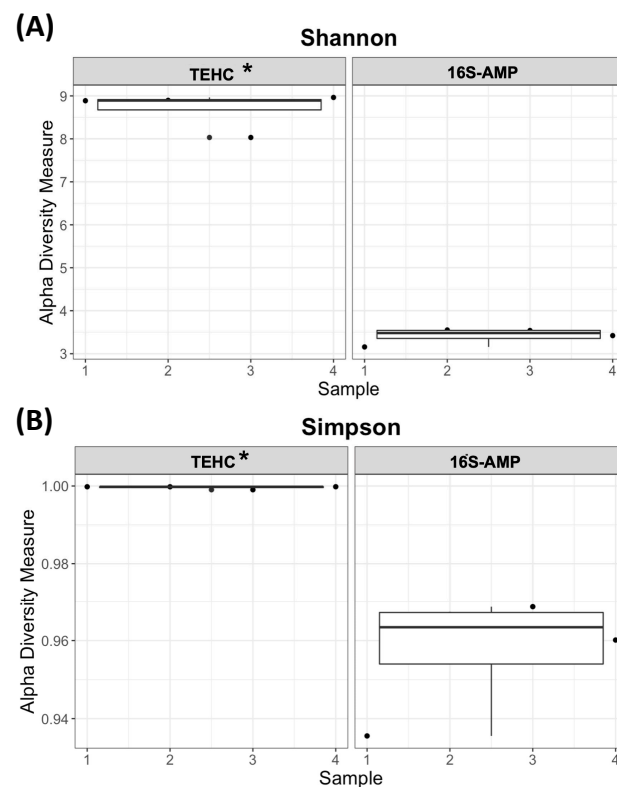 (A)
Shannon
TEHC * 16S-AMP
Alpha Diversity Measure
9
8
7
6
5
4
3
1 2 3 4 1 2 3 4
Sample
(B)
Simpson
TEHC * 16S-AMP
Alpha Diversity Measure
1.00
0.98
0.96
0.94
1 2 3 4 1 2 3 4
Sample